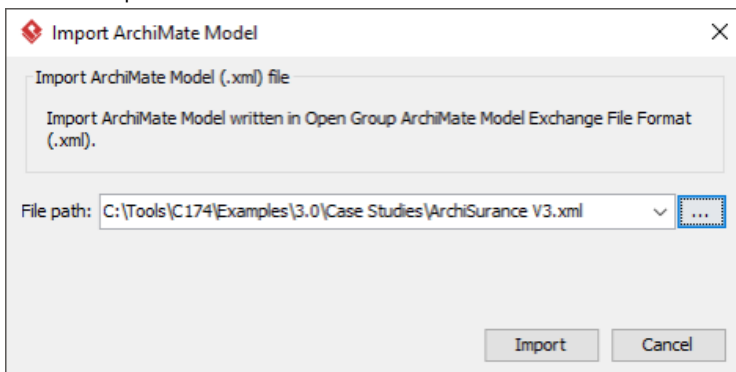 Import ArchiMate Model
Import ArchiMate Model (.xml) file
Import ArchiMate Model written in Open Group ArchiMate Model Exchange File Format
(.xml).
File path: C:\Tools\C174\Examples\3.0\Case Studies\ArchiSurance V3.xml ...
Import Cancel